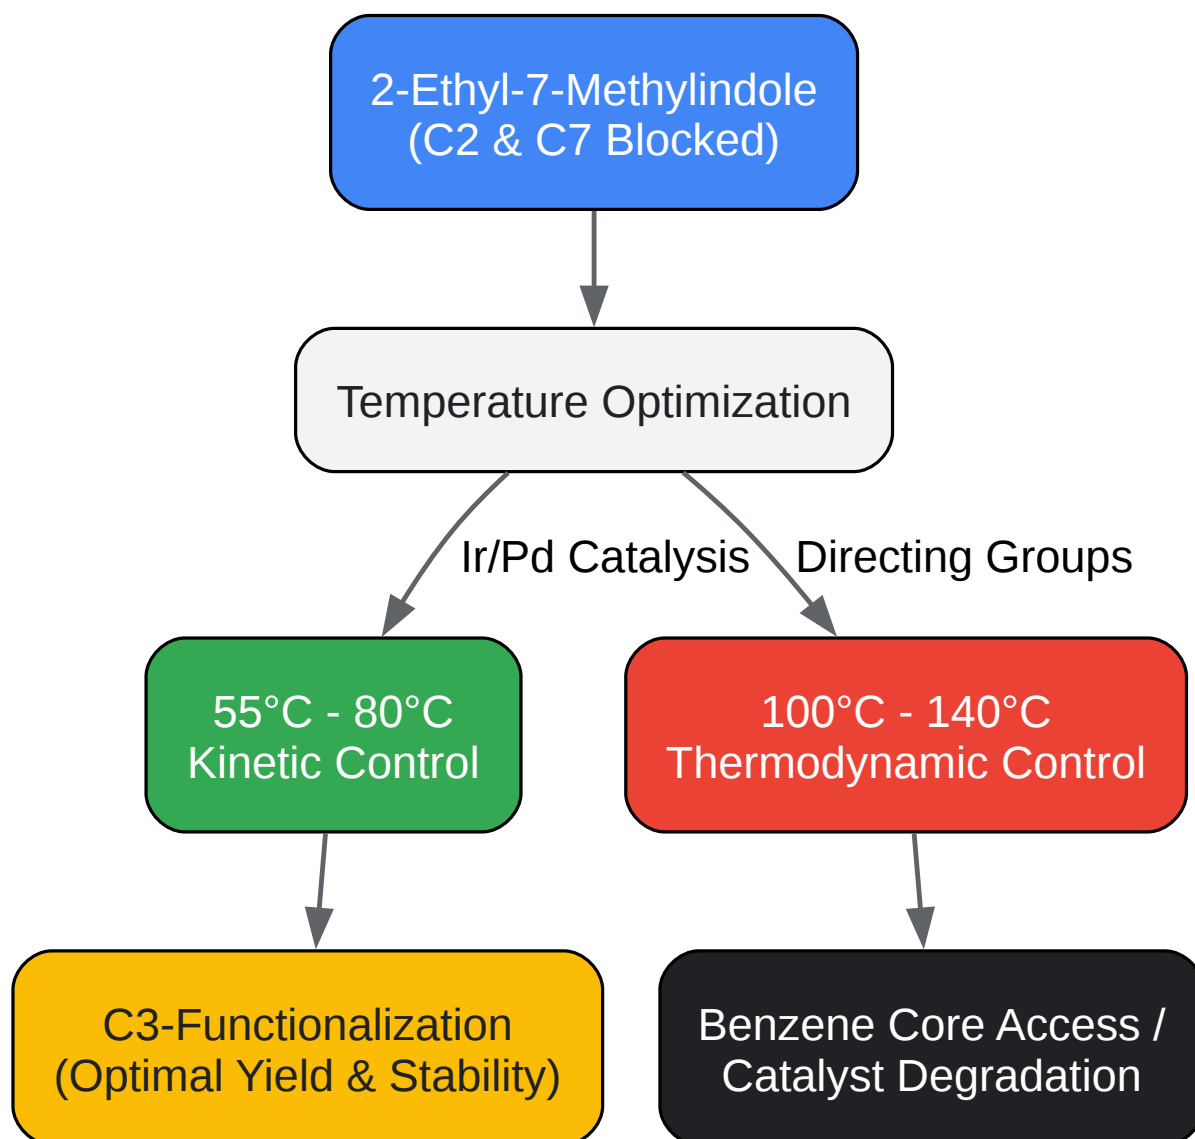 2-Ethyl-7-Methylindole
(C2 & C7 Blocked)
Temperature Optimization
Ir/Pd Catalysis
Directing Groups
55°C - 80°C
Kinetic Control
100°C - 140°C
Thermodynamic Control
C3-Functionalization
(Optimal Yield & Stability)
Benzene Core Access /
Catalyst Degradation